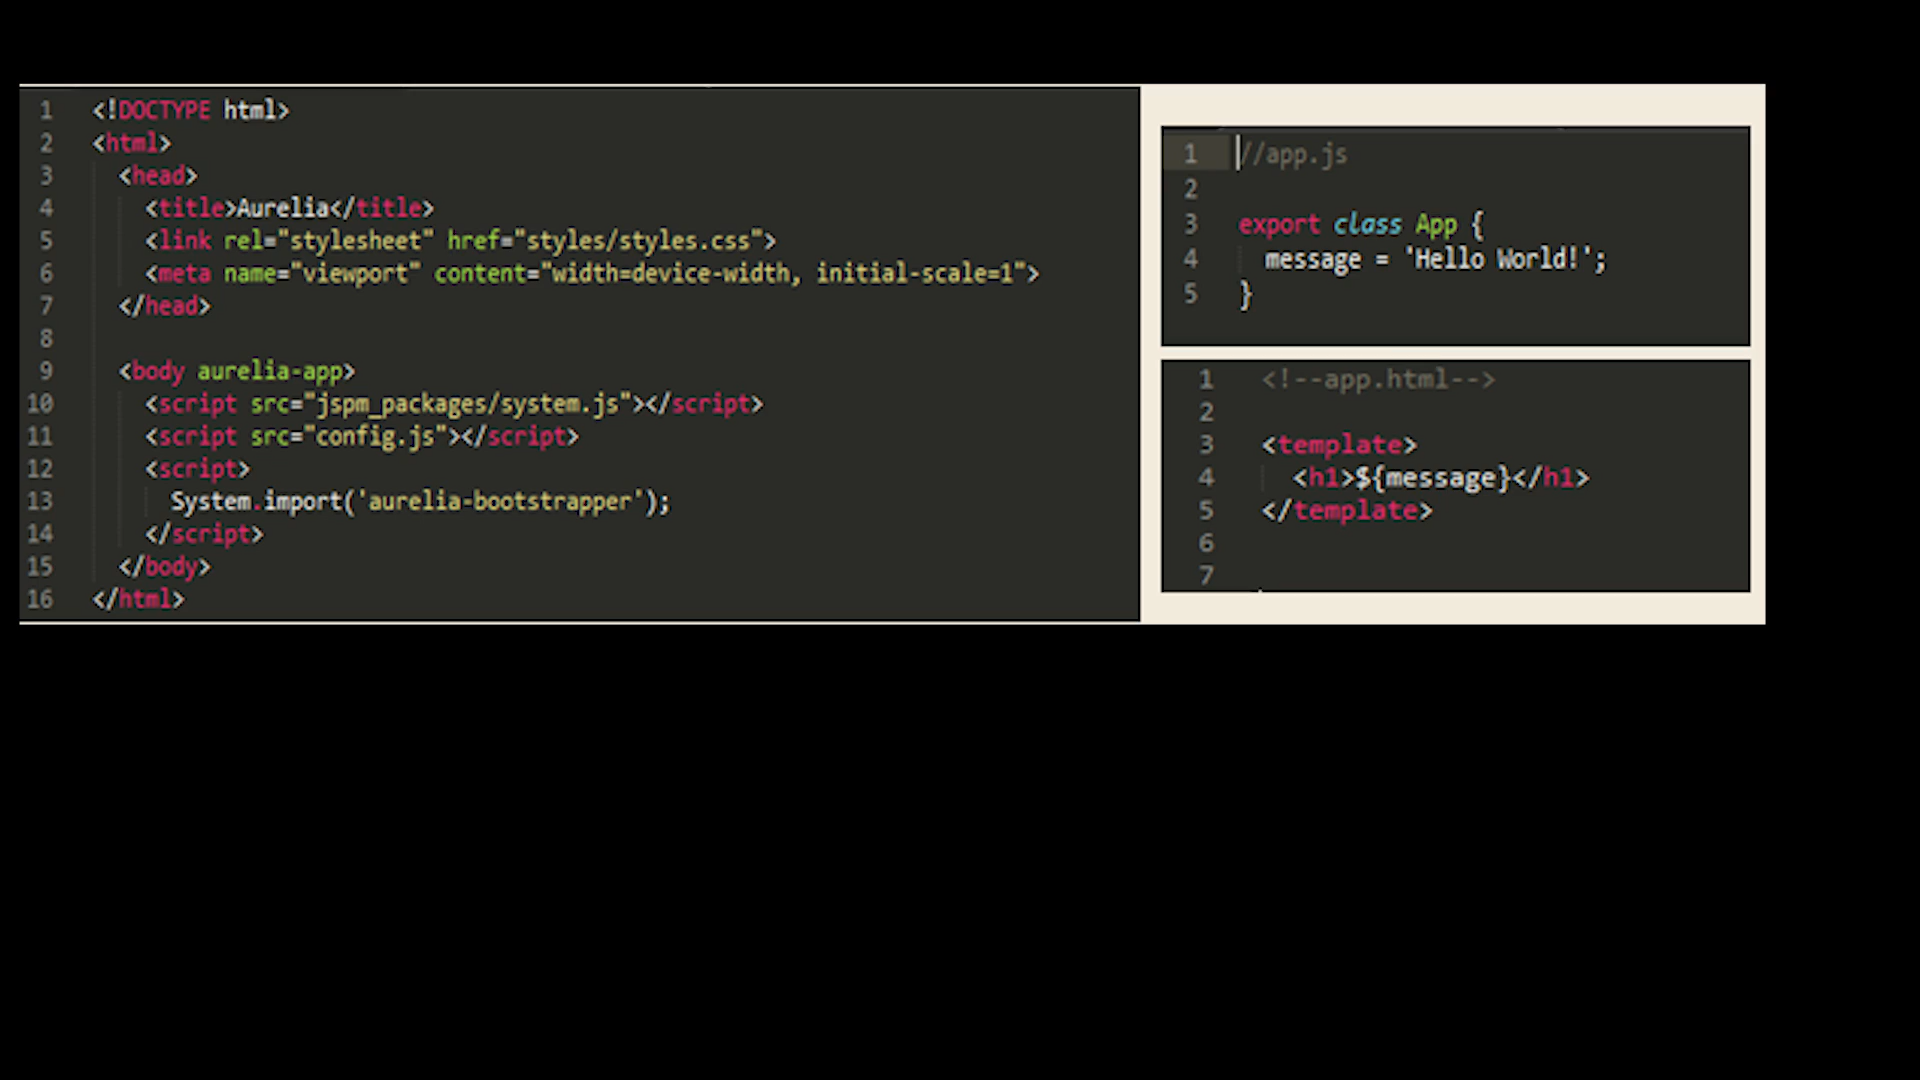 1 <!DOCTYPE html>
2 <html>
3   <head>
4     <title>Aurelia</title>
5     <link rel="stylesheet" href="styles/styles.css">
6     <meta name="viewport" content="width=device-width, initial-scale=1">
7   </head>
8
9   <body aurelia-app>
10     <script src="jspm_packages/system.js"></script>
11     <script src="config.js"></script>
12     <script>
13       System.import('aurelia-bootstrapper');
14     </script>
15   </body>
16 </html>
1 //app.js
2
3 export class App {
4   message = 'Hello World!';
5 }
1 <!--app.html-->
2
3 <template>
4   <h1>${message}</h1>
5 </template>
6
7